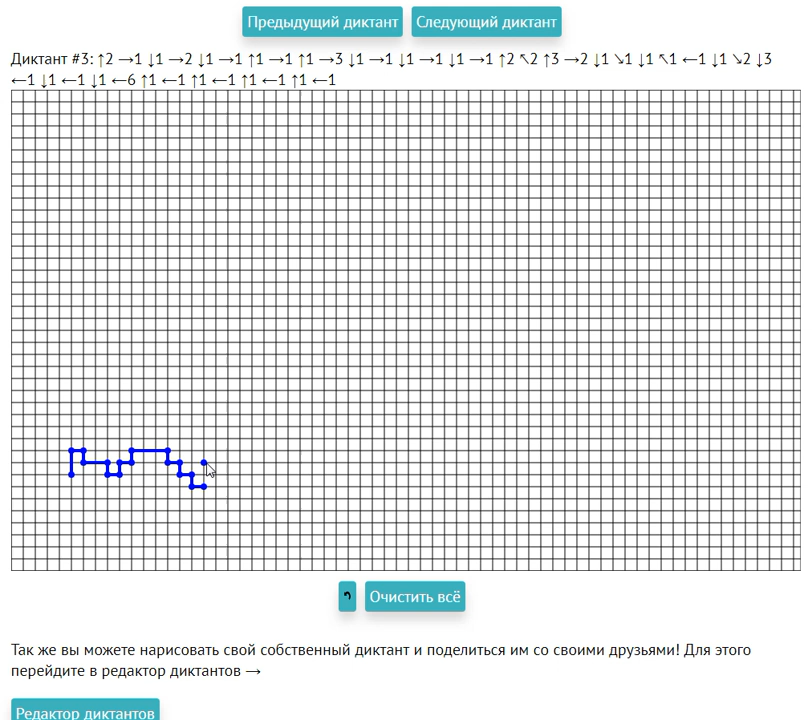 Предыдущий диктант Следующий диктант
Диктант #3: ↑2 →1 ↓1 →2 ↓1 →1 ↑1 →1 ↑1 →3 ↓1 →1 ↓1 →1 ↓1 →1 ↑2 ↖2 ↑3 →2 ↓1 ↘1 ↓1 ↖1 ←1 ↓1 ↘2 ↓3
←1 ↓1 ←1 ↓1 ←6 ↑1 ←1 ↑1 ←1 ↑1 ←1 ↑1 ←1
Очистить всё
Так же вы можете нарисовать свой собственный диктант и поделиться им со своими друзьями! Для этого
перейдите в редактор диктантов →
Редактор диктантов